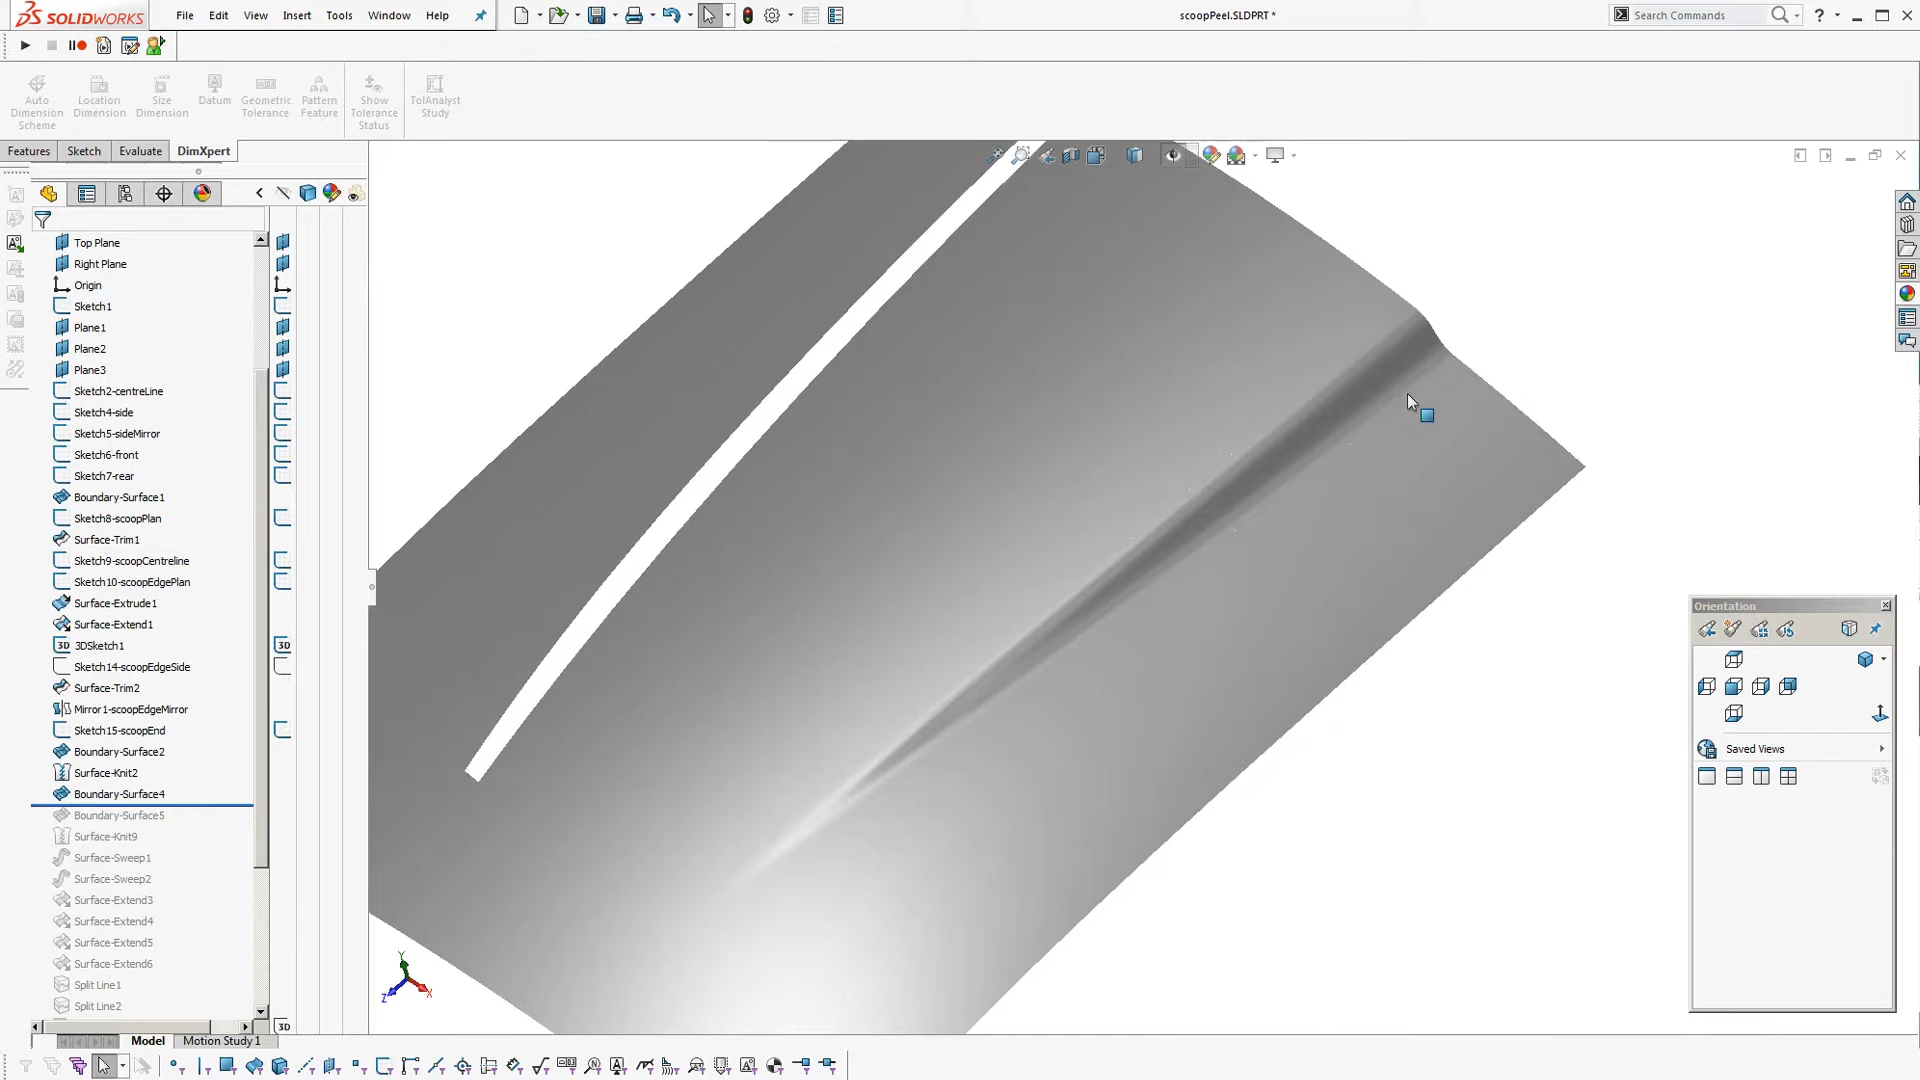 SOLIDWORKS
File Edit View Insert Tools Window Help
scoopPeel.SLDPRT *
Search Commands
?
Auto Dimension Scheme
Location Dimension
Size Dimension
Datum
Geometric Tolerance
Pattern Feature
Show Tolerance Status
TolAnalyst Study
Features Sketch Evaluate DimXpert
Top Plane
Right Plane
Origin
Sketch1
Plane1
Plane2
Plane3
Sketch2-centreLine
Sketch4-side
Sketch5-sideMirror
Sketch6-front
Sketch7-rear
Boundary-Surface1
Sketch8-scoopPlan
Surface-Trim1
Sketch9-scoopCentreline
Sketch10-scoopEdgePlan
Surface-Extrude1
Surface-Extend1
3D 3DSketch1 3D
Sketch14-scoopEdgeSide
Surface-Trim2
Mirror1-scoopEdgeMirror
Sketch15-scoopEnd
Boundary-Surface2
Surface-Knit2
Boundary-Surface4
Boundary-Surface5
Surface-Knit9
Surface-Sweep1
Surface-Sweep2
Surface-Extend3
Surface-Extend4
Surface-Extend5
Surface-Extend6
Split Line1
Split Line2
3D
Orientation
Saved Views
Y
Z
X
Model Motion Study 1